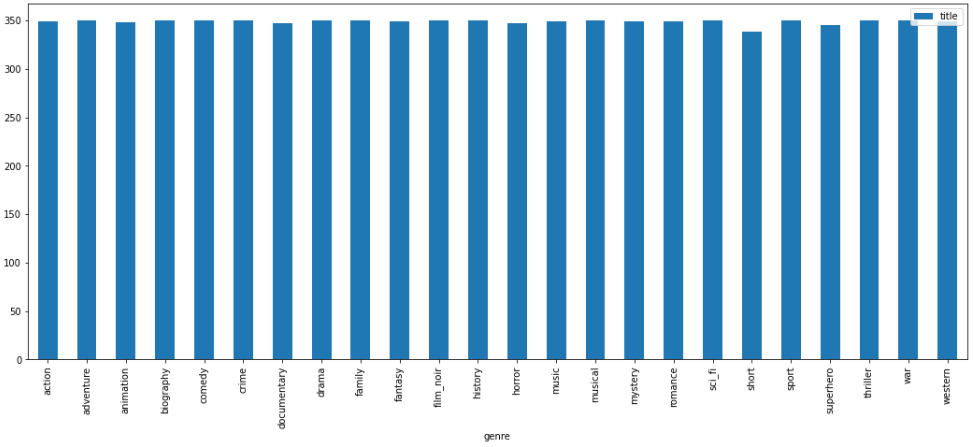 350
300
250
200
150
100
50
0
title
action
adventure
animation
biography
comedy
crime
documentary
drama
family
fantasy
film_noir
history
horror
music
musical
mystery
romance
sci_fi
short
sport
superhero
thriller
war
western
genre